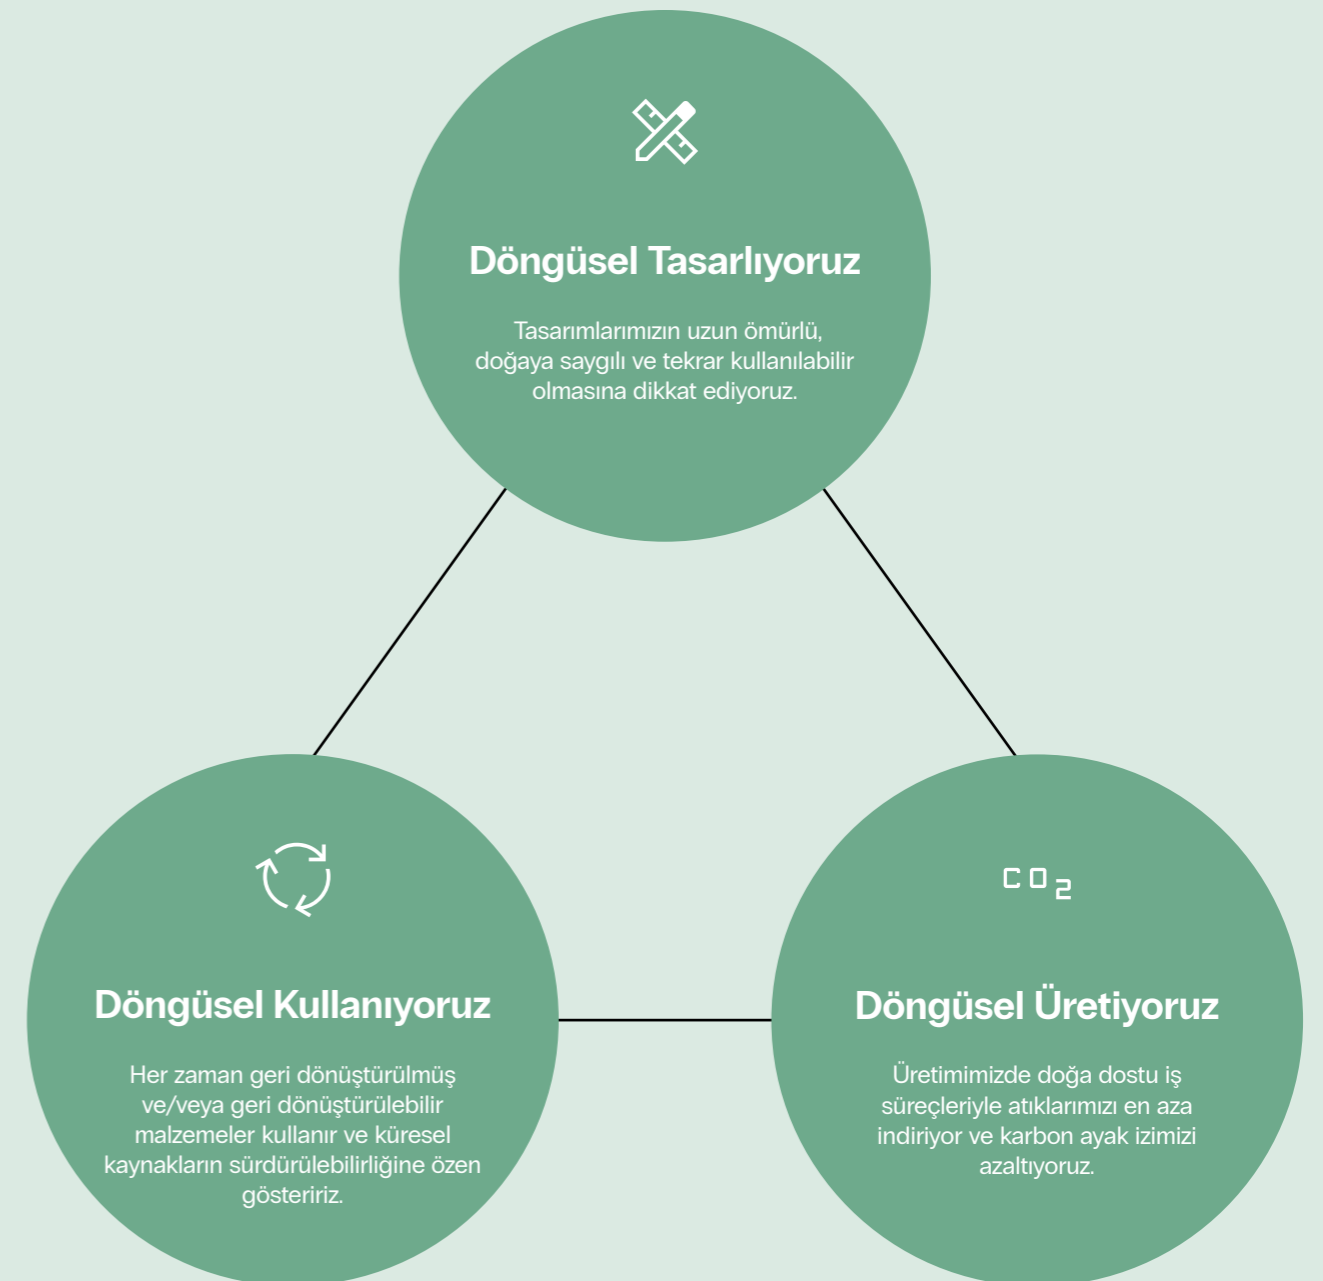 Döngüsel Tasarlıyoruz
Tasarımlarımızın uzun ömürlü,
doğaya saygılı ve tekrar kullanılabilir
olmasına dikkat ediyoruz.
Döngüsel Kullanıyoruz
Her zaman geri dönüştürülmüş
ve/veya geri dönüştürülebilir
malzemeler kullanır ve küresel
kaynakların sürdürülebilirliğine özen
gösteririz.
CO2
Döngüsel Üretiyoruz
Üretimimizde doğa dostu iş
süreçleriyle atıklarımızı en aza
indiriyor ve karbon ayak izimizi
azaltıyoruz.